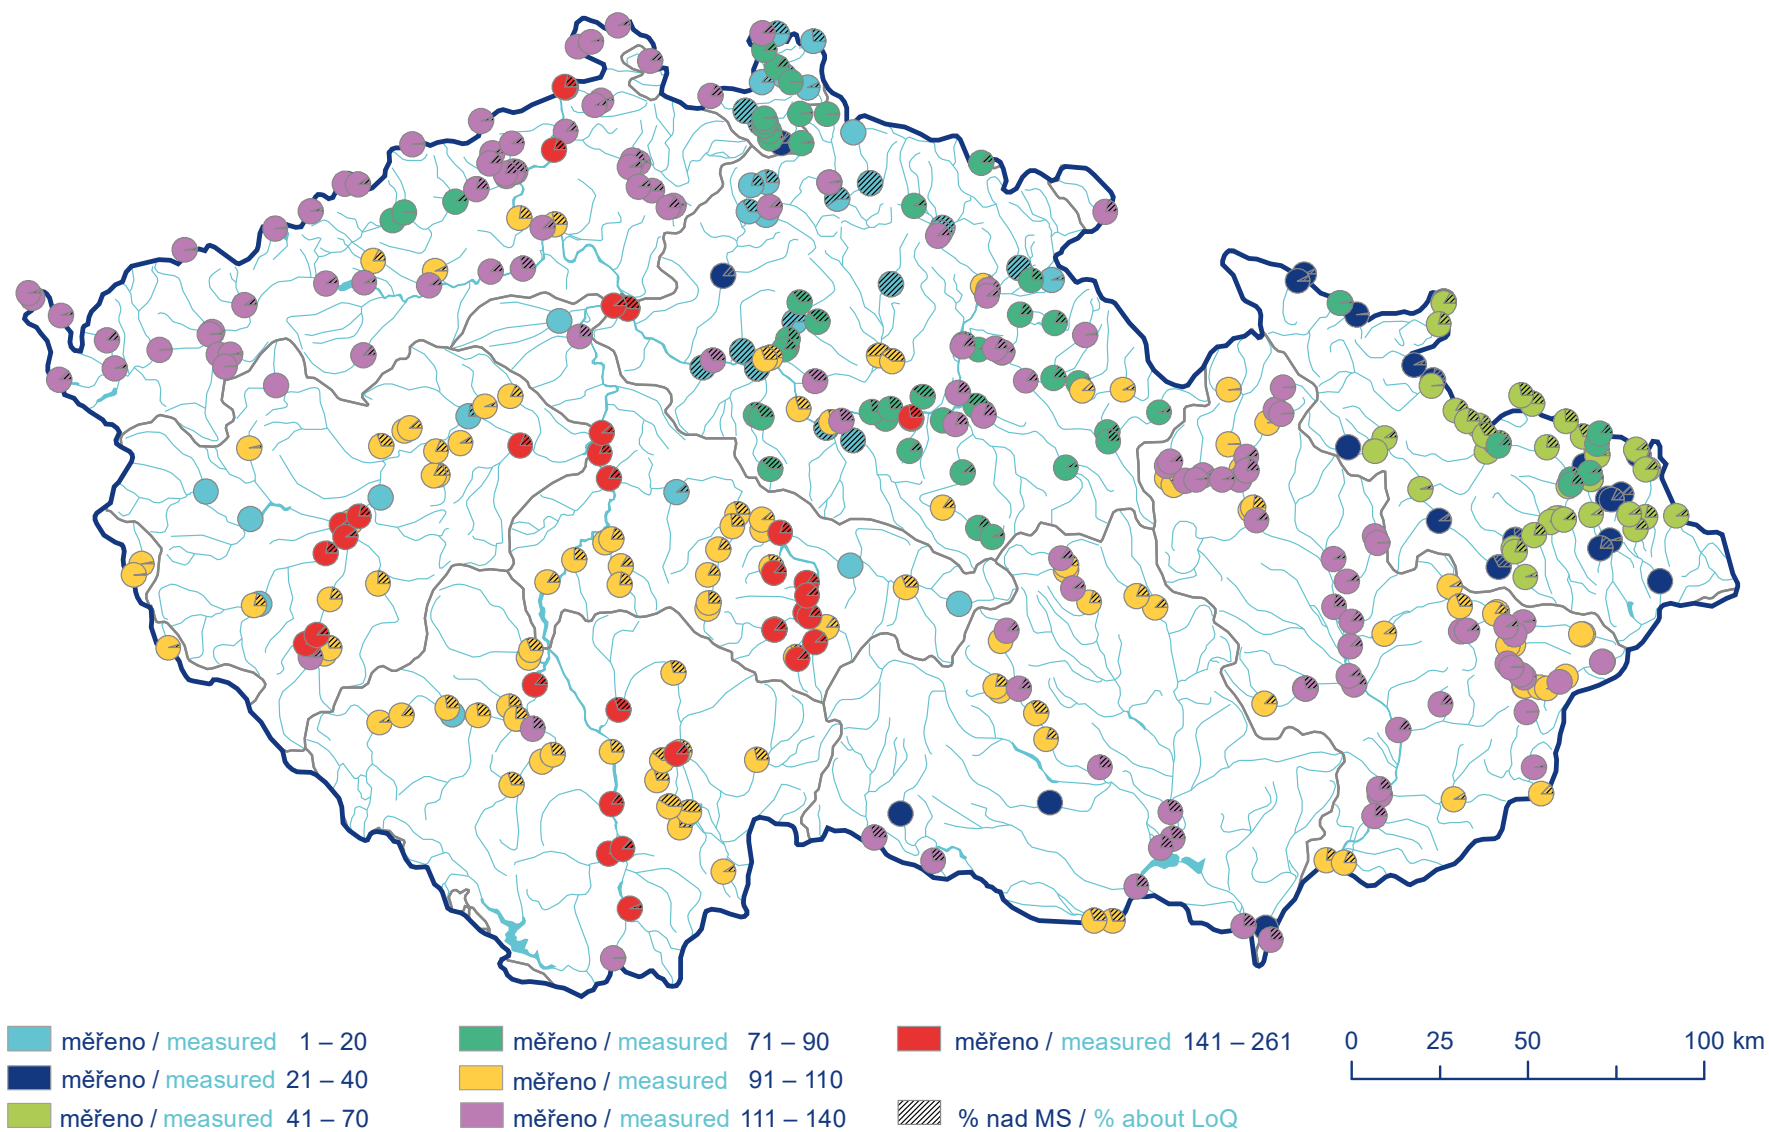 měřeno / measured 1 – 20
měřeno / measured 21 – 40
měřeno / measured 41 – 70
měřeno / measured 71 – 90
měřeno / measured 91 – 110
měřeno / measured 111 – 140
měřeno / measured 141 – 261
% nad MS / % about LoQ
0 25 50 100 km